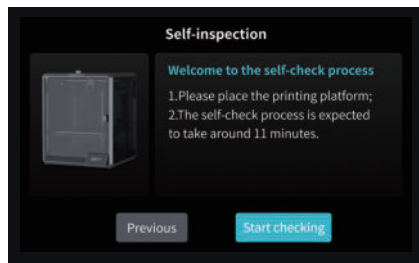 Self-inspection
Welcome to the self-check process
1.Please place the printing platform;
2.The self-check process is expected
to take around 11 minutes.
Previous
Start checking